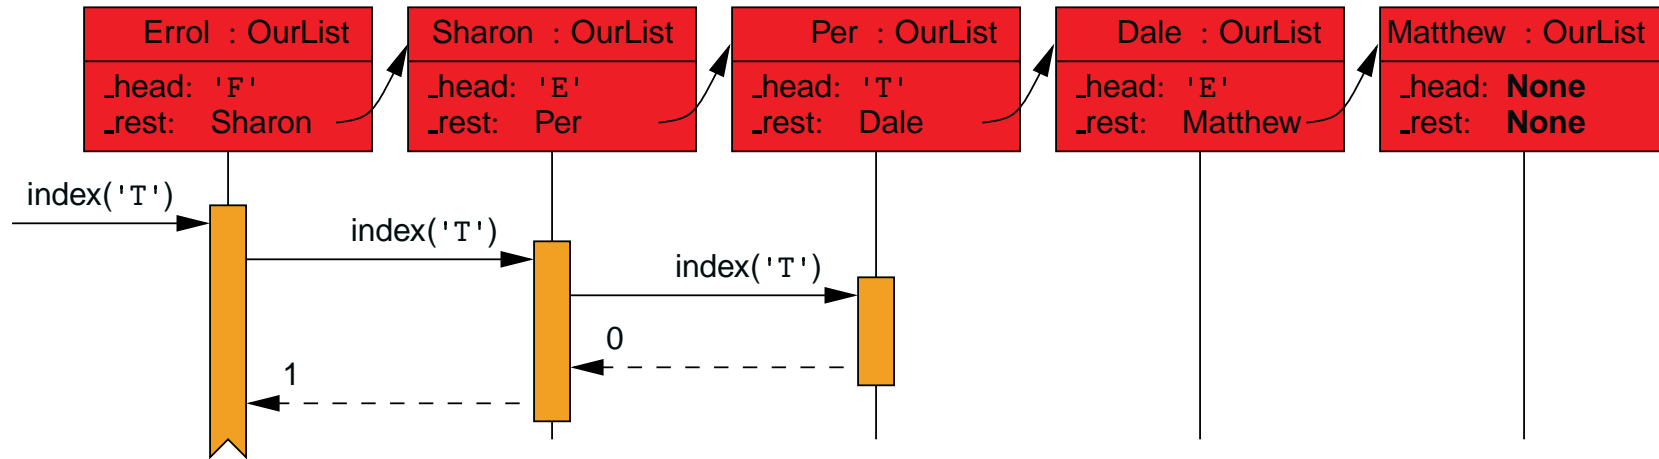 Errol : OurList
_head: 'F'
_rest: Sharon
Sharon : OurList
_head: 'E'
_rest: Per
Per : OurList
_head: 'T'
_rest: Dale
Dale : OurList
_head: 'E'
_rest: Matthew
Matthew : OurList
_head: None
_rest: None
index('T')
index('T')
index('T')
0
1